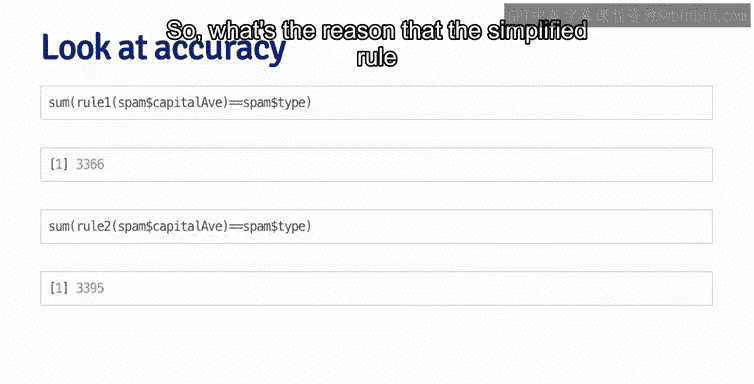 So, what's the reason that the simplified
rule
Look at accuracy
sum(rule1(spam$capitalAve)==spam$type)
[1] 3366
sum(rule2(spam$capitalAve)==spam$type)
[1] 3395